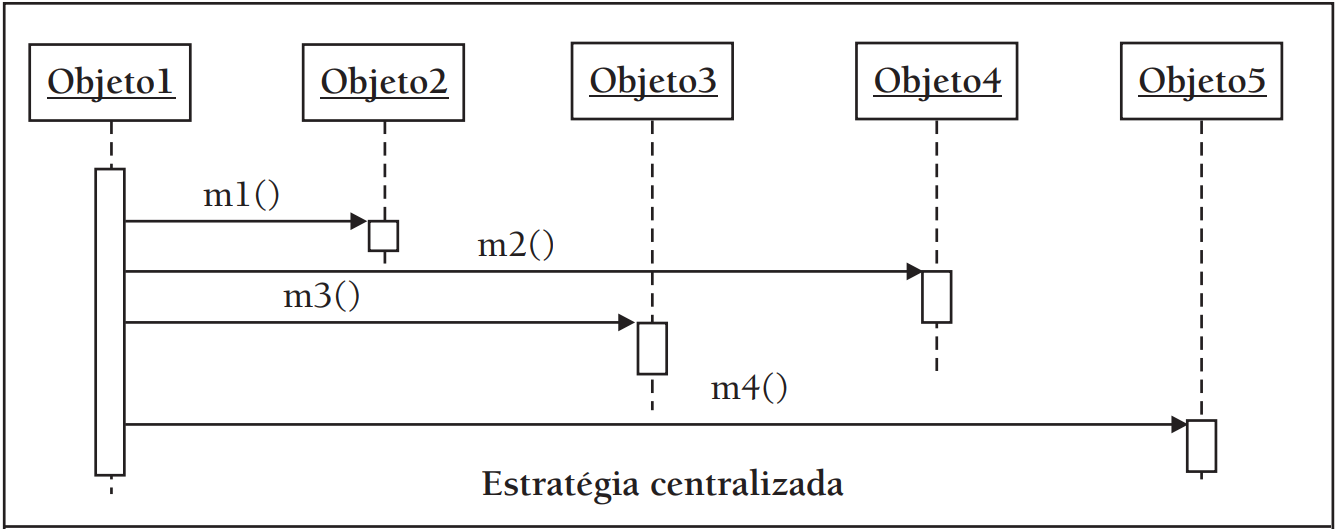 Objeto1 Objeto2 Objeto3 Objeto4 Objeto5
m1()
m2()
m3()
m4()
Estratégia centralizada